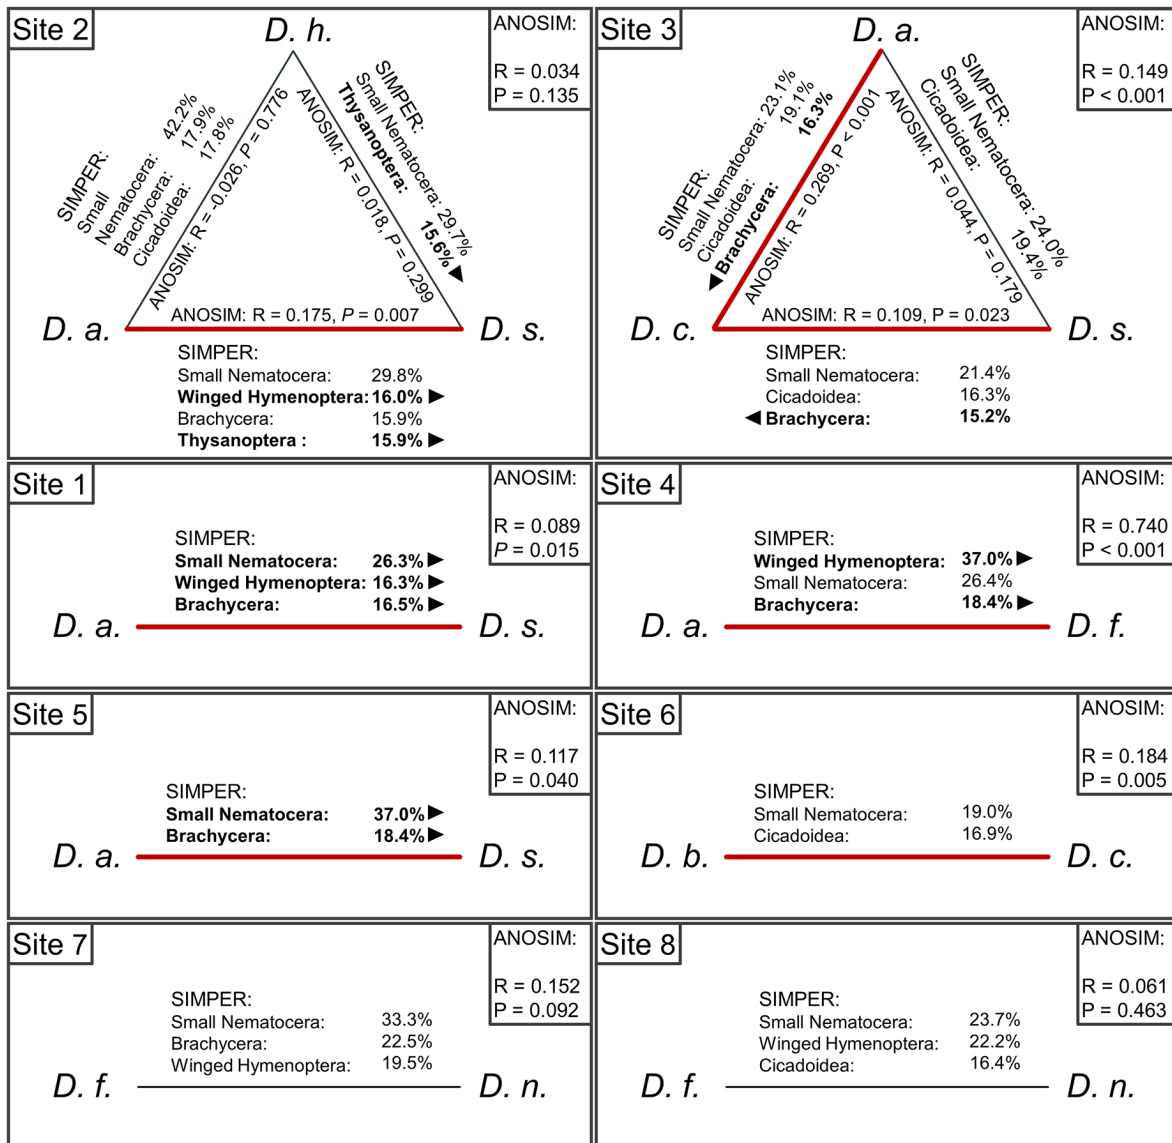 Site 2
D. h.
ANOSIM:
R = 0.034
P = 0.135
SIMPER:
Small
Nematocera: 42.2%
Brachycera: 17.9%
Cicadoidea: 17.8%
ANOSIM: R = -0.026, P = 0.776
SIMPER:
Small Nematocera: 29.7%
Thysanoptera: 15.6% ▶
ANOSIM: R = 0.018, P = 0.299
D. a.
ANOSIM: R = 0.175, P = 0.007
D. s.
SIMPER:
Small Nematocera: 29.8%
Winged Hymenoptera: 16.0% ▶
Brachycera: 15.9%
Thysanoptera : 15.9% ▶
Site 3
D. a.
ANOSIM:
R = 0.149
P < 0.001
SIMPER:
Small Nematocera: 23.1%
Cicadoidea: 19.1%
◀ Brachycera: 16.3%
ANOSIM: R = 0.269, P < 0.001
SIMPER:
Small Nematocera: 24.0%
Cicadoidea: 19.4%
ANOSIM: R = 0.044, P = 0.179
D. c.
ANOSIM: R = 0.109, P = 0.023
D. s.
SIMPER:
Small Nematocera: 21.4%
Cicadoidea: 16.3%
◀ Brachycera: 15.2%
Site 1
ANOSIM:
R = 0.089
P = 0.015
SIMPER:
Small Nematocera: 26.3% ▶
Winged Hymenoptera: 16.3% ▶
Brachycera: 16.5% ▶
D. a.
D. s.
Site 4
ANOSIM:
R = 0.740
P < 0.001
SIMPER:
Winged Hymenoptera: 37.0% ▶
Small Nematocera: 26.4%
Brachycera: 18.4% ▶
D. a.
D. f.
Site 5
ANOSIM:
R = 0.117
P = 0.040
SIMPER:
Small Nematocera: 37.0% ▶
Brachycera: 18.4% ▶
D. a.
D. s.
Site 6
ANOSIM:
R = 0.184
P = 0.005
SIMPER:
Small Nematocera: 19.0%
Cicadoidea: 16.9%
D. b.
D. c.
Site 7
ANOSIM:
R = 0.152
P = 0.092
SIMPER:
Small Nematocera: 33.3%
Brachycera: 22.5%
Winged Hymenoptera: 19.5%
D. f.
D. n.
Site 8
ANOSIM:
R = 0.061
P = 0.463
SIMPER:
Small Nematocera: 23.7%
Winged Hymenoptera: 22.2%
Cicadoidea: 16.4%
D. f.
D. n.